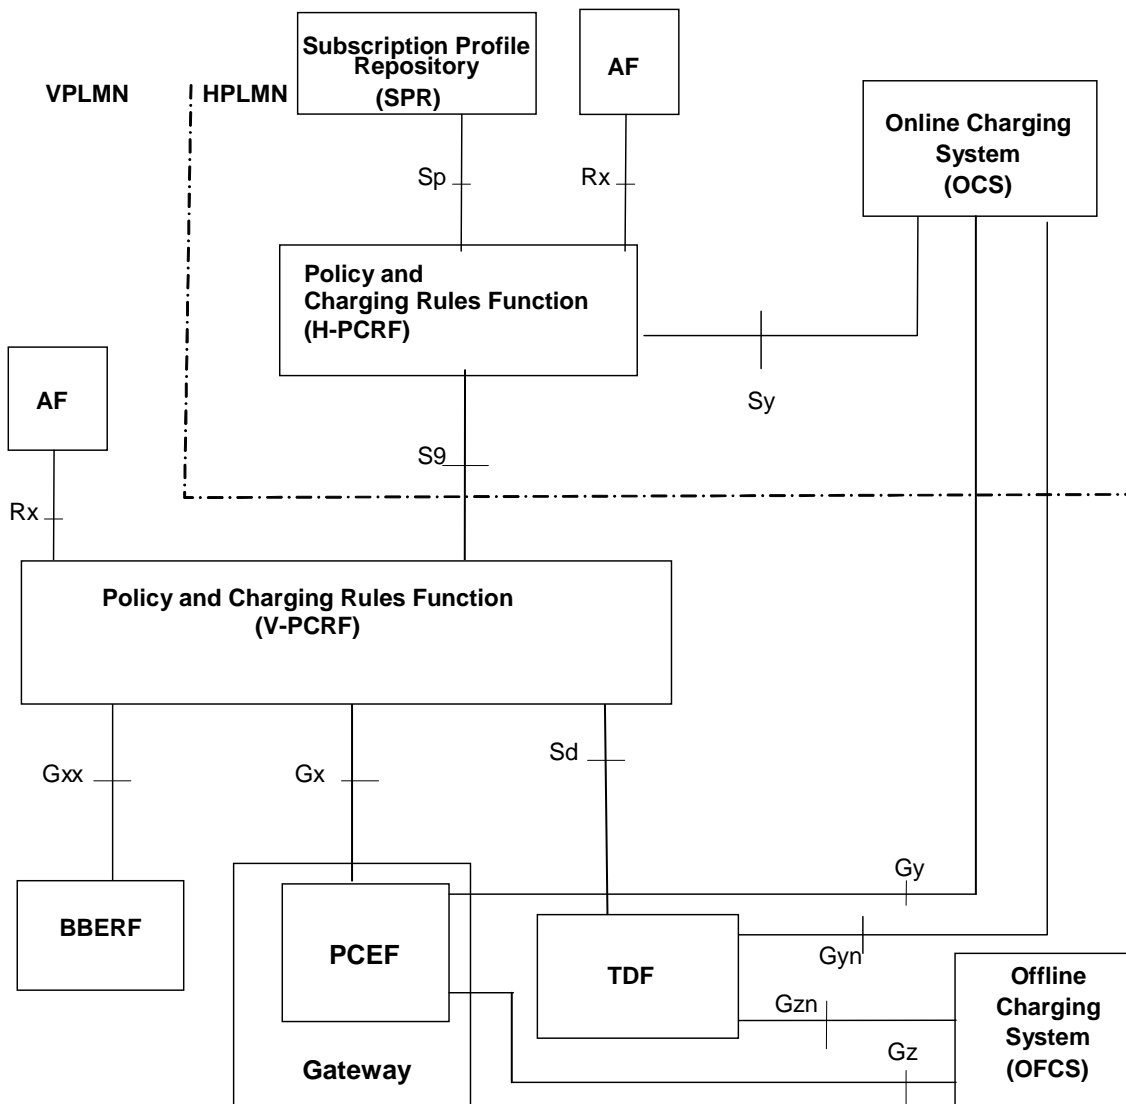 Subscription Profile
Repository
(SPR)
AF
VPLMN
HPLMN
Online Charging
System
(OCS)
Sp
Rx
Policy and
Charging Rules Function
(H-PCRF)
Sy
AF
S9
Rx
Policy and Charging Rules Function
(V-PCRF)
Gxx
Gx
Sd
Gy
BBERF
PCEF
TDF
Gyn
Gzn
Gz
Offline
Charging
System
(OFCS)
Gateway